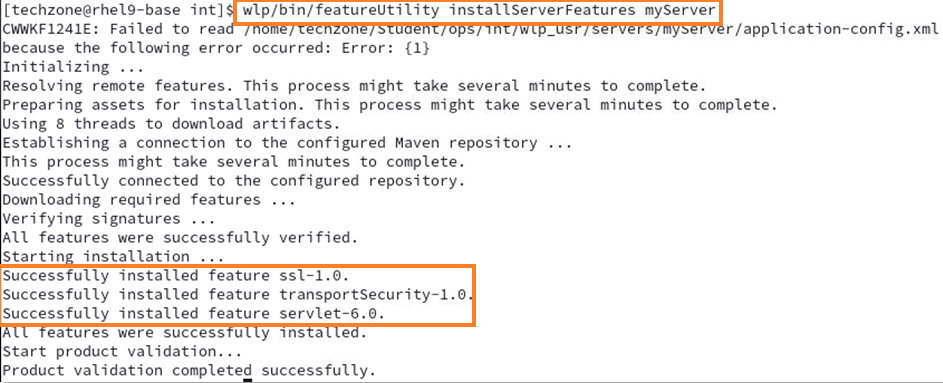 [techzone@rhel9-base int]$ wlp/bin/featureUtility installServerFeatures myServer
CWWKF1241E: Failed to read /home/techzone/Student/ops/int/wlp_usr/servers/myServer/application-config.xml
because the following error occurred: Error: {1}
Initializing ...
Resolving remote features. This process might take several minutes to complete.
Preparing assets for installation. This process might take several minutes to complete.
Using 8 threads to download artifacts.
Establishing a connection to the configured Maven repository ...
This process might take several minutes to complete.
Successfully connected to the configured repository.
Downloading required features ...
Verifying signatures ...
All features were successfully verified.
Starting installation ...
Successfully installed feature ssl-1.0.
Successfully installed feature transportSecurity-1.0.
Successfully installed feature servlet-6.0.
All features were successfully installed.
Start product validation...
Product validation completed successfully.